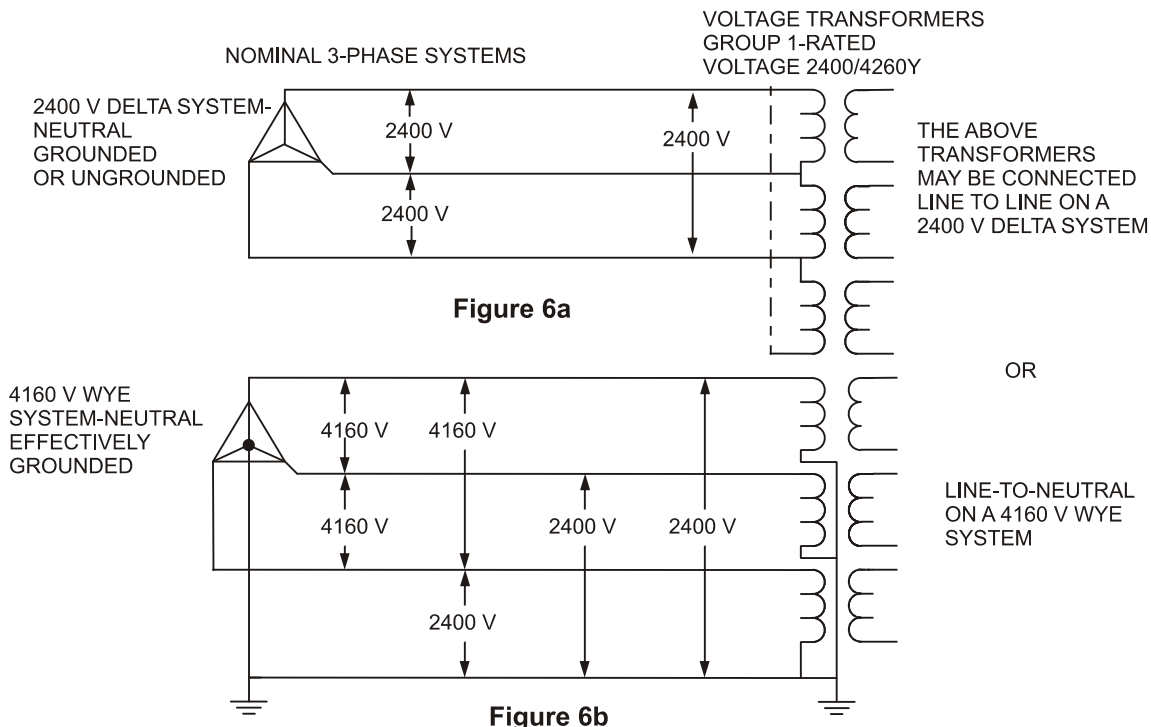 VOLTAGE TRANSFORMERS
GROUP 1-RATED
VOLTAGE 2400/4260Y
NOMINAL 3-PHASE SYSTEMS
2400 V DELTA SYSTEM-
NEUTRAL
GROUNDED
OR UNGROUNDED
2400 V
2400 V
2400 V
THE ABOVE
TRANSFORMERS
MAY BE CONNECTED
LINE TO LINE ON A
2400 V DELTA SYSTEM
Figure 6a
OR
4160 V WYE
SYSTEM-NEUTRAL
EFFECTIVELY
GROUNDED
4160 V
4160 V
4160 V
2400 V
2400 V
2400 V
LINE-TO-NEUTRAL
ON A 4160 V WYE
SYSTEM
Figure 6b